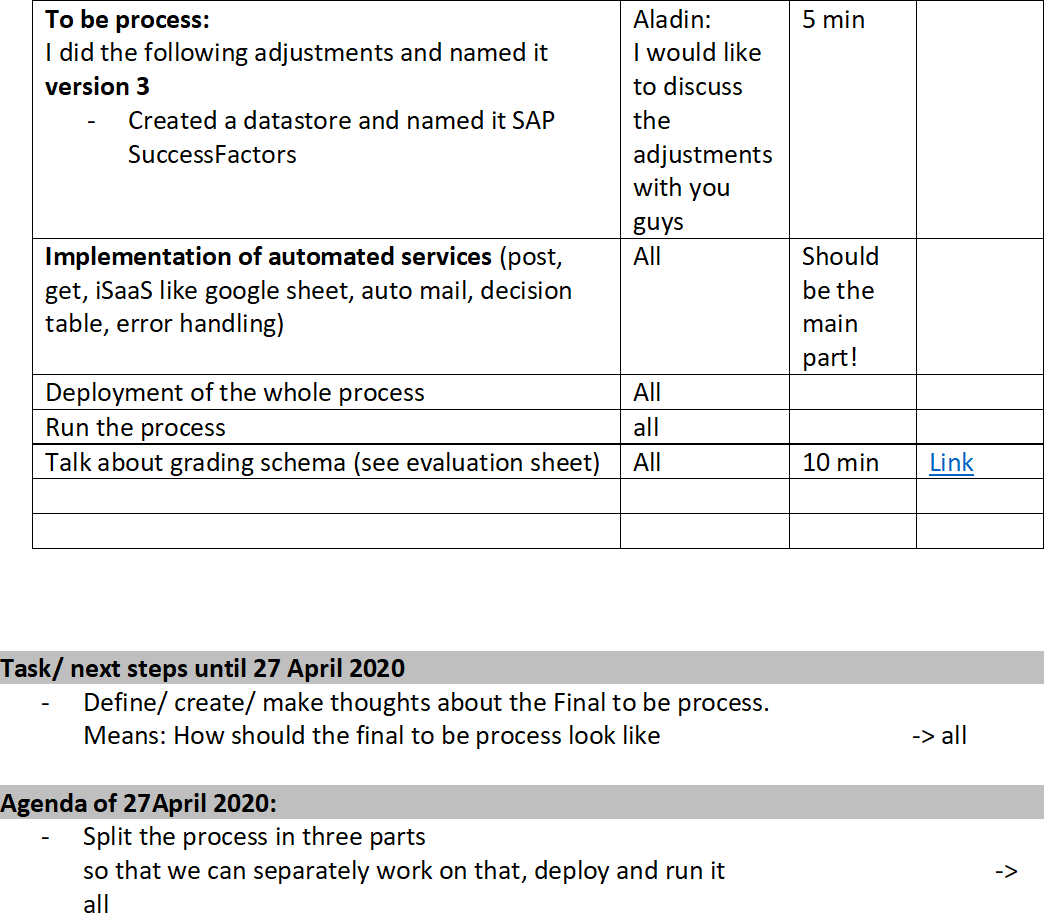 To be process:
I did the following adjustments and named it
version 3
- Created a datastore and named it SAP
SuccessFactors
Aladin:
I would like
to discuss
the
adjustments
with you
guys
5 min
Implementation of automated services (post,
get, iSaaS like google sheet, auto mail, decision
table, error handling)
All
Should
be the
main
part!
Deployment of the whole process
All
Run the process
all
Talk about grading schema (see evaluation sheet)
All
10 min
Link
Task/ next steps until 27 April 2020
- Define/ create/ make thoughts about the Final to be process.
Means: How should the final to be process look like -> all
Agenda of 27April 2020:
- Split the process in three parts
so that we can separately work on that, deploy and run it ->
all